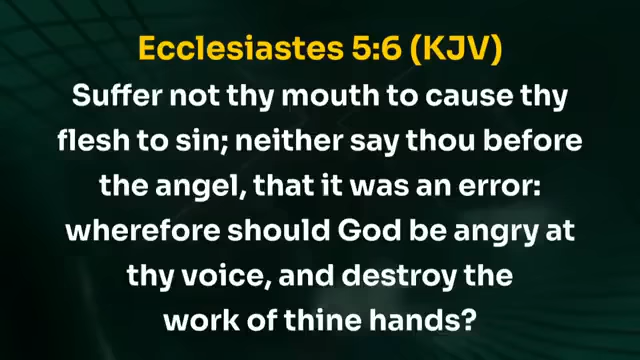 Ecclesiastes 5:6 (KJV)
Suffer not thy mouth to cause thy
flesh to sin; neither say thou before
the angel, that it was an error:
wherefore should God be angry at
thy voice, and destroy the
work of thine hands?